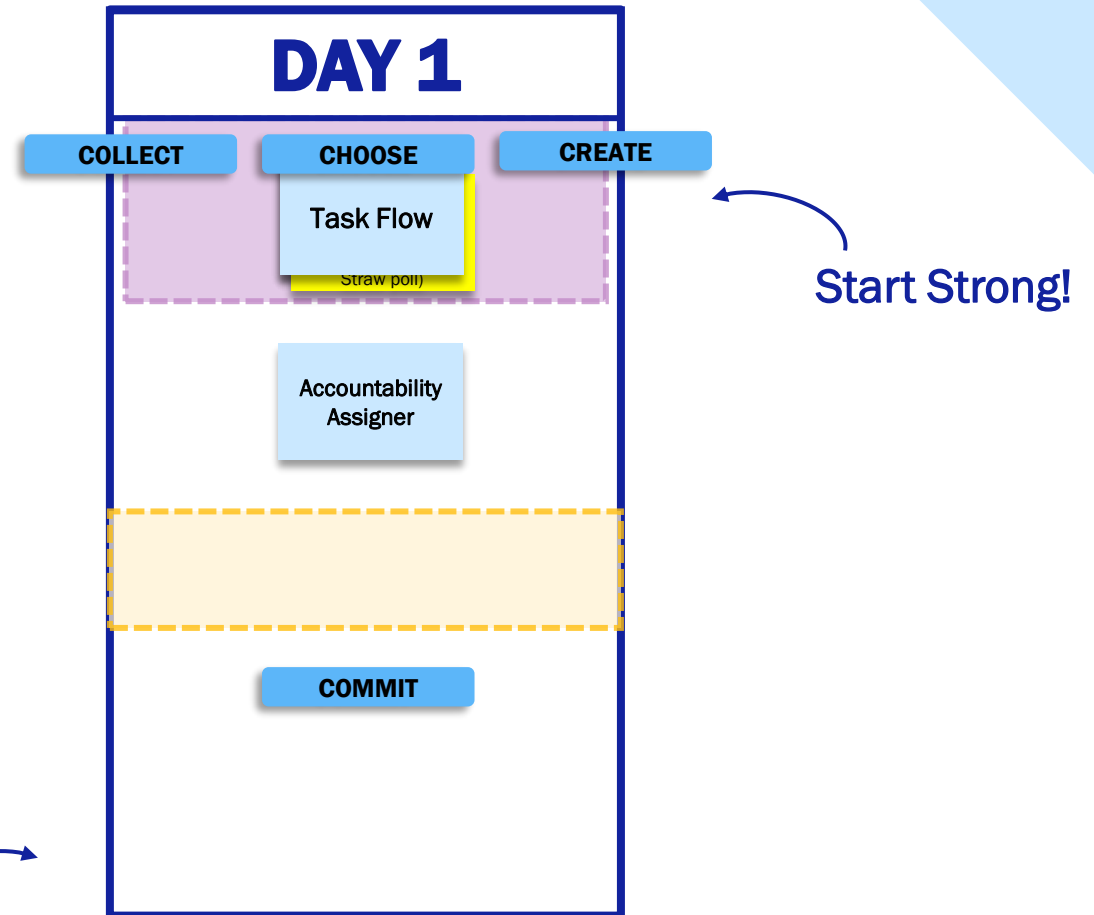 DAY 1
COLLECT
CHOOSE
CREATE
Task Flow
Straw poll)
Start Strong!
Accountability
Assigner
COMMIT